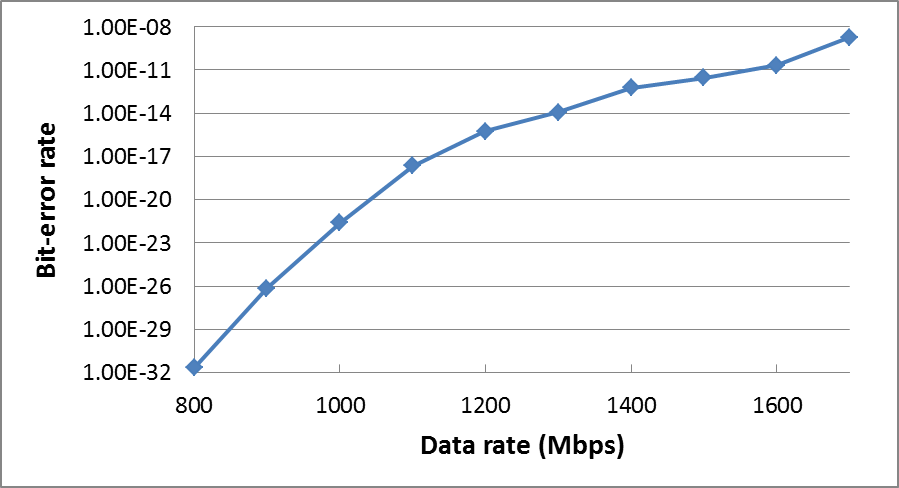 1.00E-08
1.00E-11
1.00E-14
1.00E-17
1.00E-20
1.00E-23
1.00E-26
1.00E-29
1.00E-32
Bit-error rate
800 1000 1200 1400 1600
Data rate (Mbps)